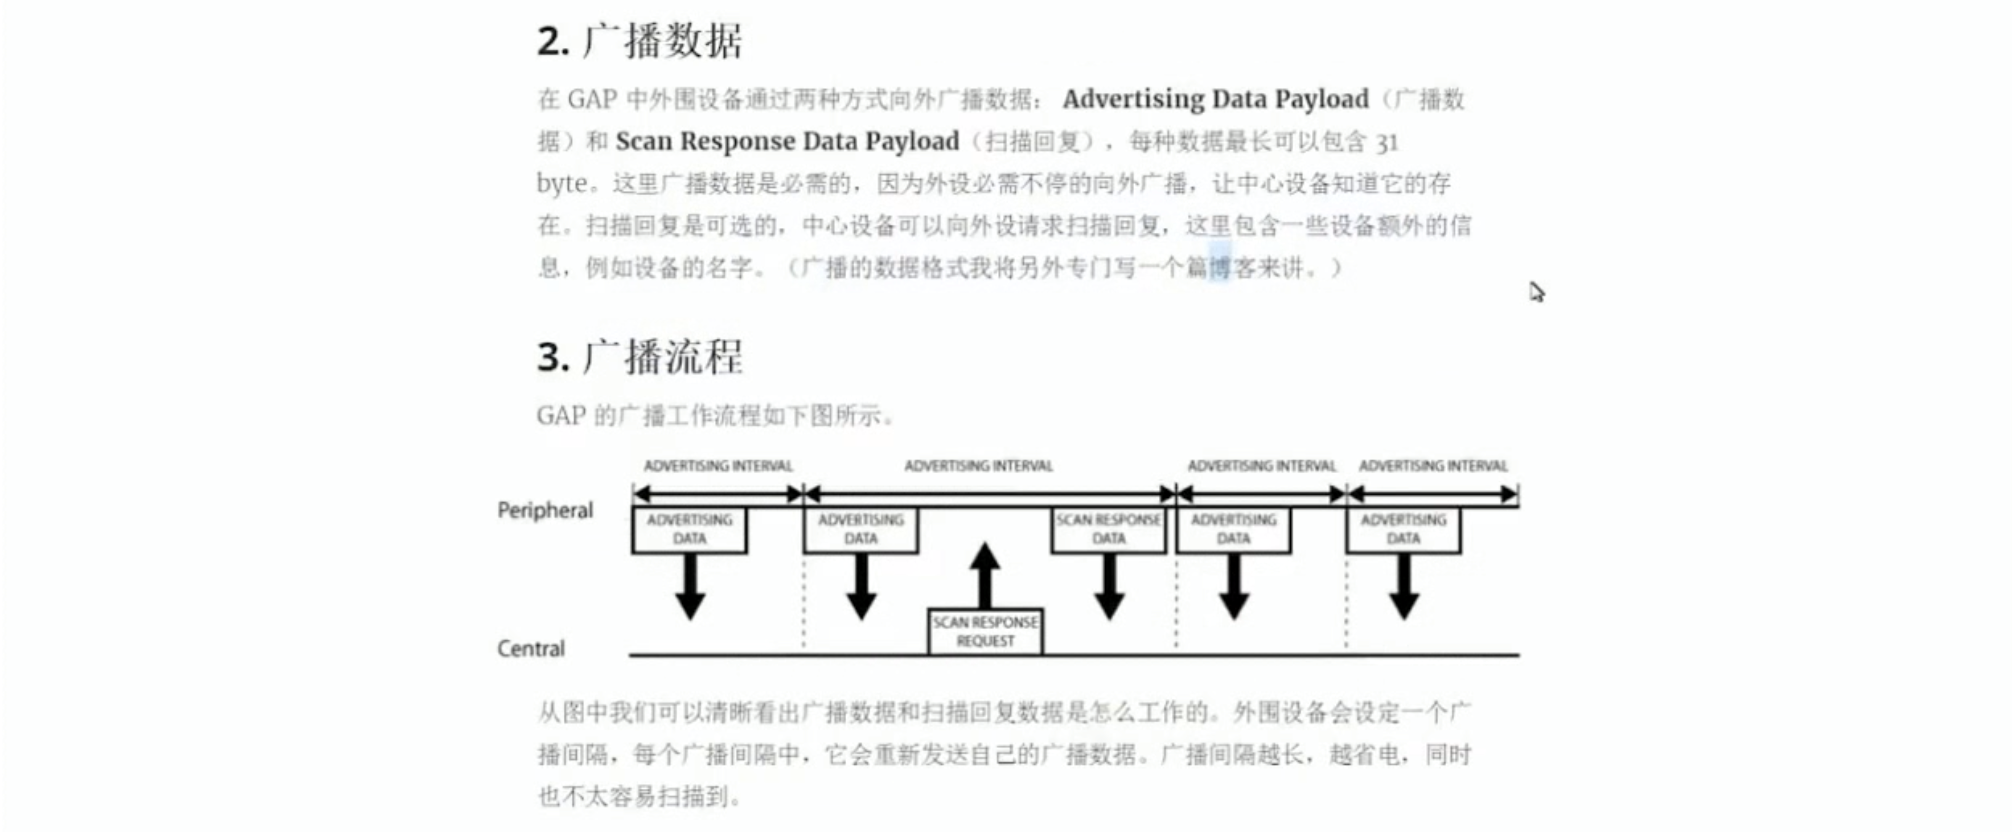 2. 广播数据
在 GAP 中外围设备通过两种方式向外广播数据： Advertising Data Payload（广播数
据）和 Scan Response Data Payload（扫描回复），每种数据最长可以包含 31
byte。这里广播数据是必需的，因为外设必需不停的向外广播，让中心设备知道它的存
在。扫描回复是可选的，中心设备可以向外设请求扫描回复，这里包含一些设备额外的信
息，例如设备的名字。（广播的数据格式我将另外专门写一个篇博客来讲。）
3. 广播流程
GAP 的广播工作流程如下图所示。
ADVERTISING INTERVAL ADVERTISING INTERVAL ADVERTISING INTERVAL ADVERTISING INTERVAL
Peripheral
ADVERTISING
DATA
ADVERTISING
DATA
SCAN RESPONSE
DATA
ADVERTISING
DATA
ADVERTISING
DATA
SCAN RESPONSE
REQUEST
Central
从图中我们可以清晰看出广播数据和扫描回复数据是怎么工作的。外围设备会设定一个广
播间隔，每个广播间隔中，它会重新发送自己的广播数据。广播间隔越长，越省电，同时
也不太容易扫描到。